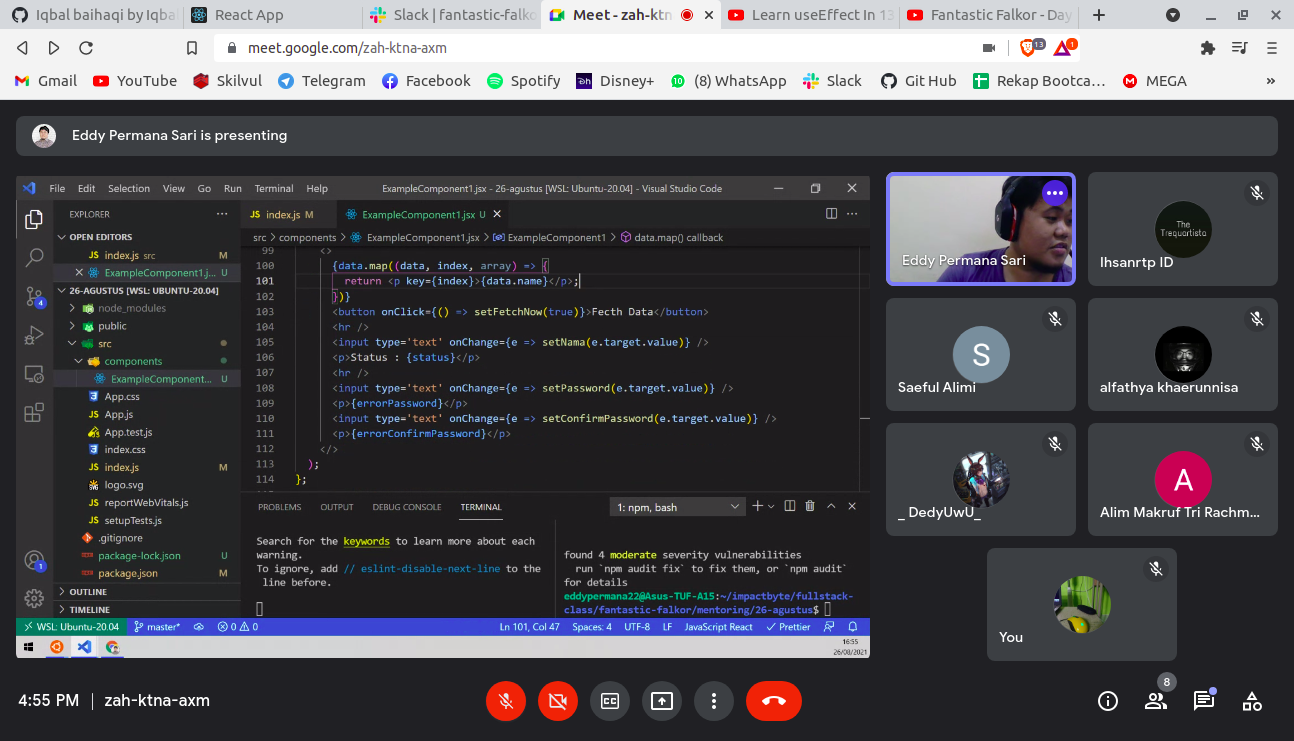 Iqbal baihaqi by Iqbal
React App
Slack | fantastic-falko
Meet - zah-ktn
Learn useEffect In 13
Fantastic Falkor - Day
meet.google.com/zah-ktna-axm
13
1
Gmail
YouTube
Skilvul
Telegram
Facebook
Spotify
Disney+
10
(8) WhatsApp
Slack
Git Hub
Rekap Bootca...
MEGA
»
Eddy Permana Sari is presenting
File Edit Selection View Go Run Terminal Help
ExampleComponent1.jsx - 26-agustus [WSL: Ubuntu-20.04] - Visual Studio Code
EXPLORER
OPEN EDITORS
JS index.js src M
ExampleComponent1.j... U
26-AGUSTUS [WSL: UBUNTU-20.04]
node_modules
public
src
components
ExampleComponent... U
App.css
JS App.js
App.test.js
index.css
JS index.js M
logo.svg
JS reportWebVitals.js
JS setupTests.js
.gitignore
package-lock.json U
package.json M
OUTLINE
TIMELINE
4
1
JS index.js M
ExampleComponent1.jsx U
src > components > ExampleComponent1.jsx > ExampleComponent1 > data.map() callback
99 <>
100 {data.map((data, index, array) => {
101 return <p key={index}>{data.name}</p>;
102 })}
103 <button onClick={() => setFetchNow(true)}>Fecth Data</button>
104 <hr />
105 <input type='text' onChange={e => setNama(e.target.value)} />
106 <p>Status : {status}</p>
107 <hr />
108 <input type='text' onChange={e => setPassword(e.target.value)} />
109 <p>{errorPassword}</p>
110 <input type='text' onChange={e => setConfirmPassword(e.target.value)} />
111 <p>{errorConfirmPassword}</p>
112 </>
113 );
114 };
PROBLEMS OUTPUT DEBUG CONSOLE TERMINAL
1: npm, bash
Search for the keywords to learn more about each
warning.
To ignore, add // eslint-disable-next-line to the
line before.
found 4 moderate severity vulnerabilities
run `npm audit fix` to fix them, or `npm audit`
for details
eddypermana22@Asus-TUF-A15:~/impactbyte/fullstack-
class/fantastic-falkor/mentoring/26-agustus$
WSL: Ubuntu-20.04
master*
0 0
Ln 101, Col 47
Spaces: 4
UTF-8
LF
JavaScript React
Prettier
16:55
26/08/2021
Eddy Permana Sari
The
Trequartista
Ihsanrtp ID
S
Saeful Alimi
alfathya khaerunnisa
_ DedyUwU_
A
Alim Makruf Tri Rachm...
You
4:55 PM | zah-ktna-axm
CC
8